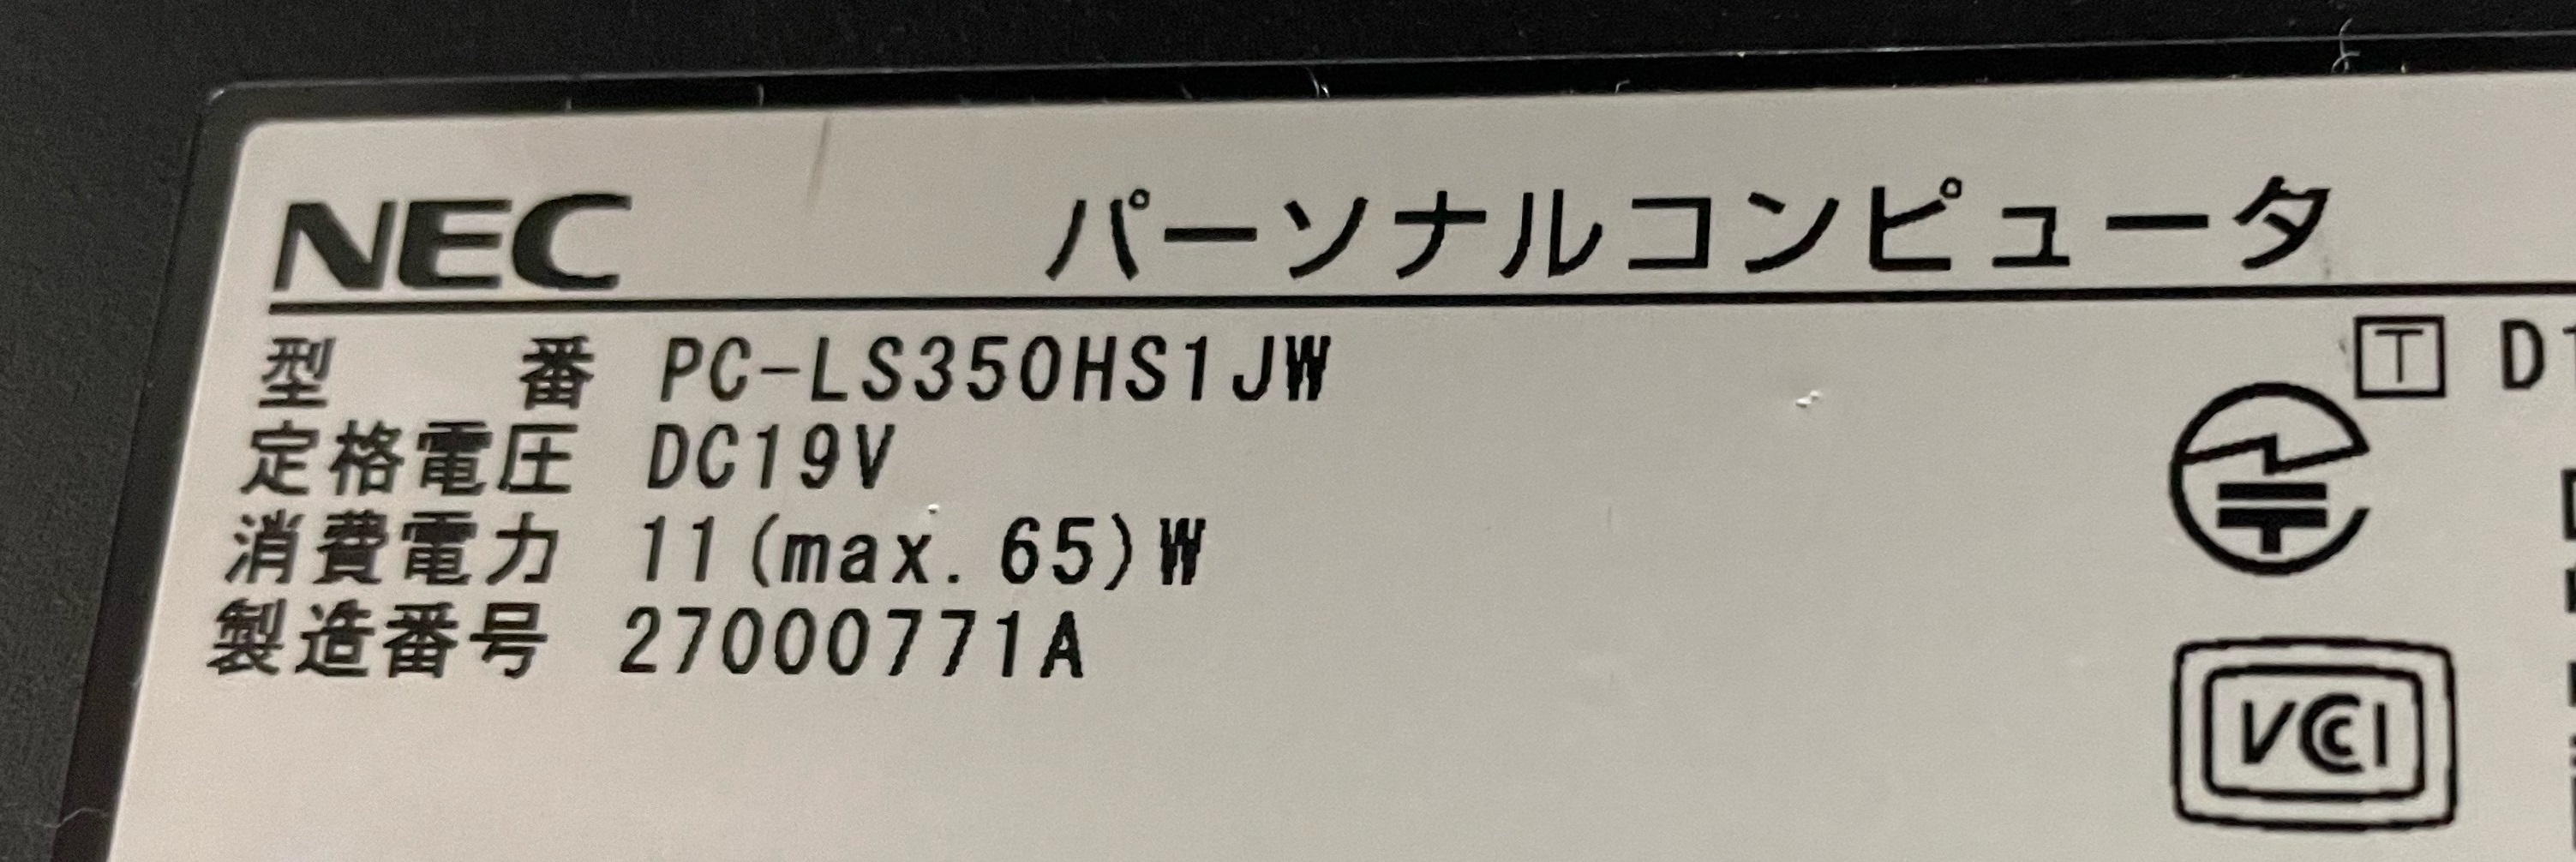 NEC パーソナルコンピュータ
型番 PC-LS350HS1JW
定格電圧 DC19V
消費電力 11(max.65)W
製造番号 27000771A
T D
VCCI